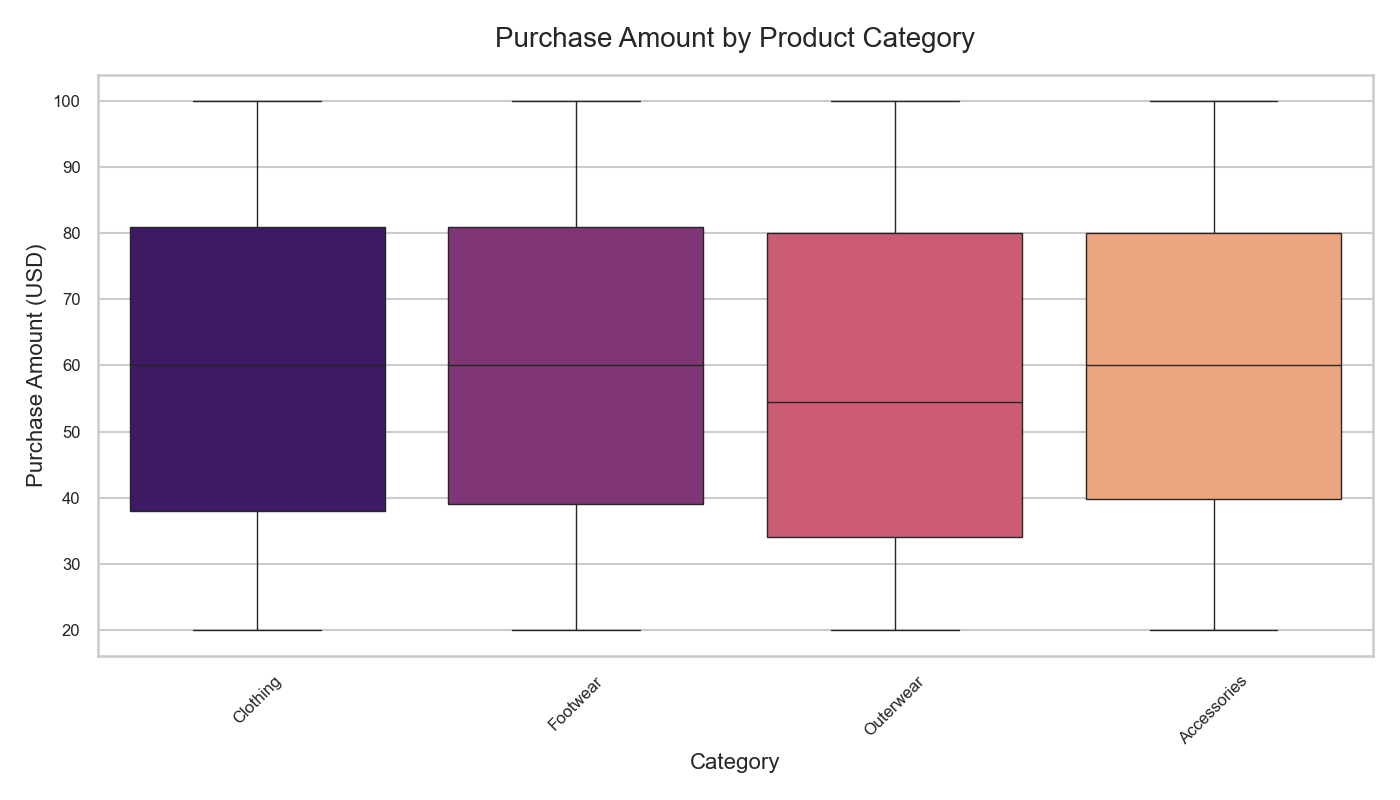 Purchase Amount by Product Category
Purchase Amount (USD)
100
90
80
70
60
50
40
30
20
Clothing
Footwear
Outerwear
Accessories
Category